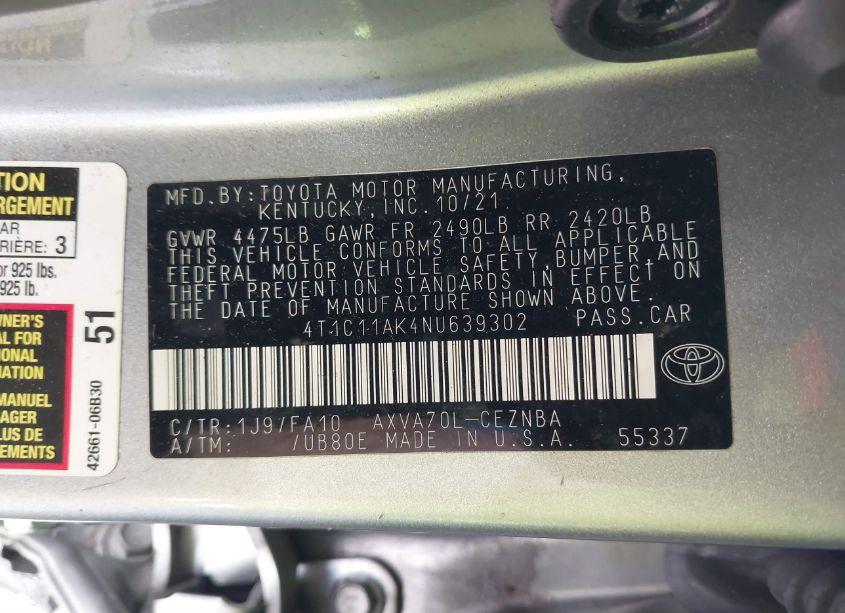 TION
RGEMENT
AR
RIÈRE: 3
or 925 lbs.
925 lb.
WNER'S
AL FOR
TIONAL
MATION
MANUEL
AGER
LUS DE
EMENTS
51
42661-06B30
MFD. BY: TOYOTA MOTOR MANUFACTURING,
KENTUCKY, INC. 10/21
GVWR 4475LB GAWR FR 2490LB RR 2420LB
THIS VEHICLE CONFORMS TO ALL APPLICABLE
FEDERAL MOTOR VEHICLE SAFETY, BUMPER, AND
THEFT PREVENTION STANDARDS IN EFFECT ON
THE DATE OF MANUFACTURE SHOWN ABOVE.
4T1C11AK4NU639302 PASS. CAR
C/TR: 1J9/FA10 AXVA70L-CEZNBA
A/TM: /UB80E MADE IN U.S.A. 55337